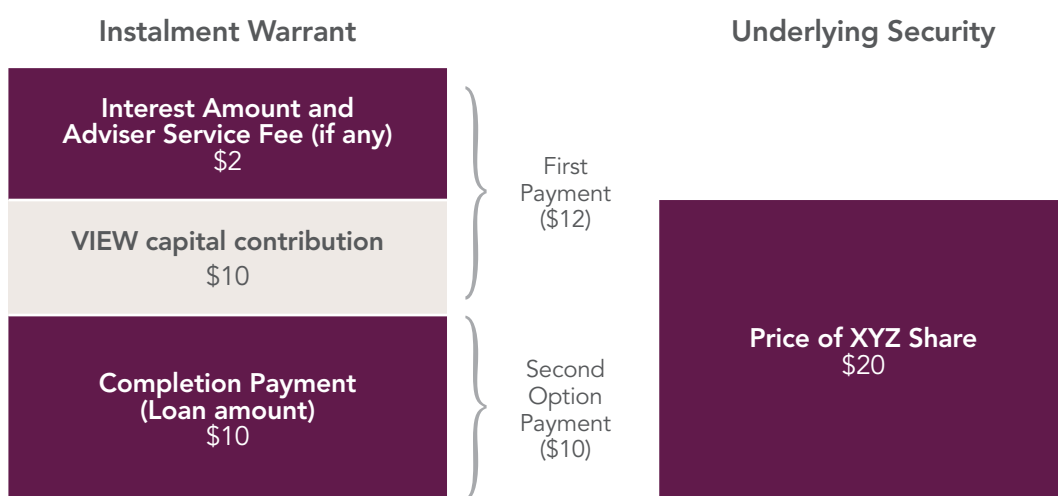 Instalment Warrant
Underlying Security
Interest Amount and
Adviser Service Fee (if any)
$2
First
Payment
($12)
VIEW capital contribution
$10
Completion Payment
(Loan amount)
$10
Second
Option
Payment
($10)
Price of XYZ Share
$20